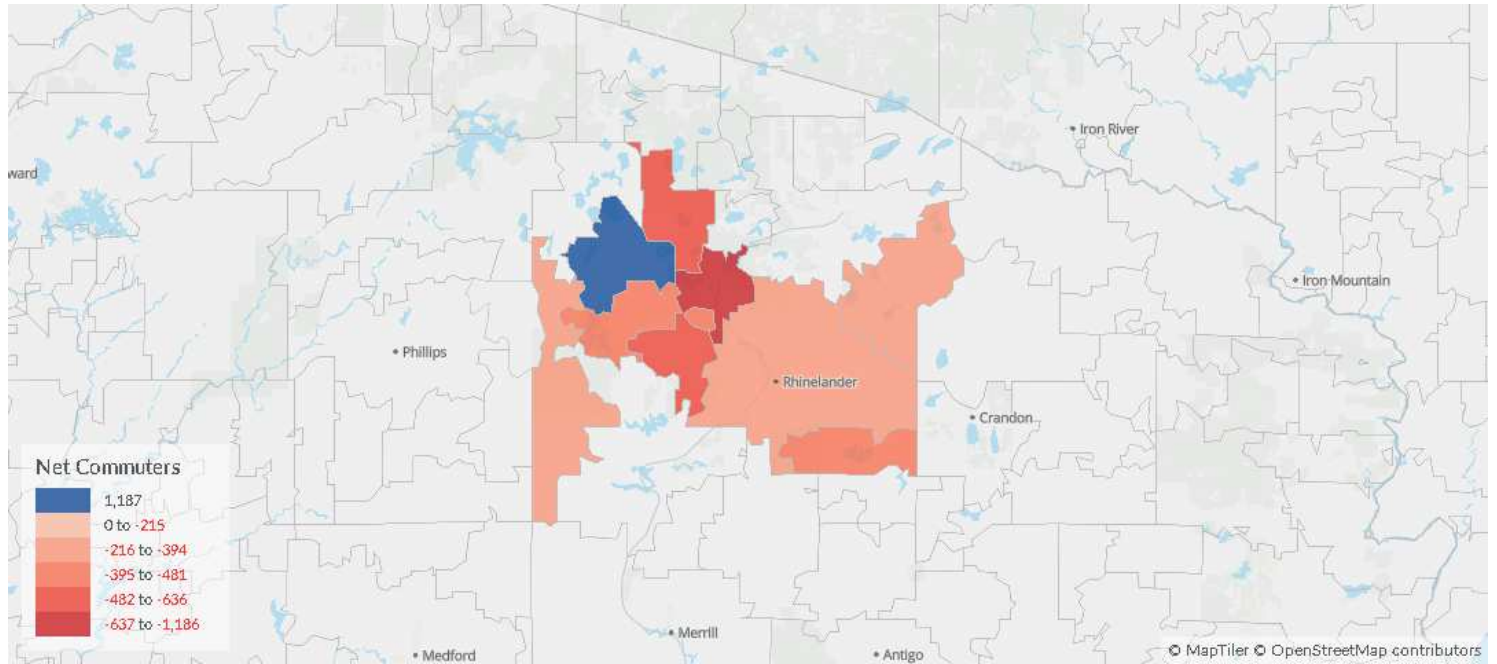 Iron River
ward
Iron Mountain
Phillips
Rhinelander
Crandon
Net Commuters
1,187
0 to -215
-216 to -394
-395 to -481
-482 to -636
-637 to -1,186
Merrill
Medford
Antigo
© MapTiler © OpenStreetMap contributors